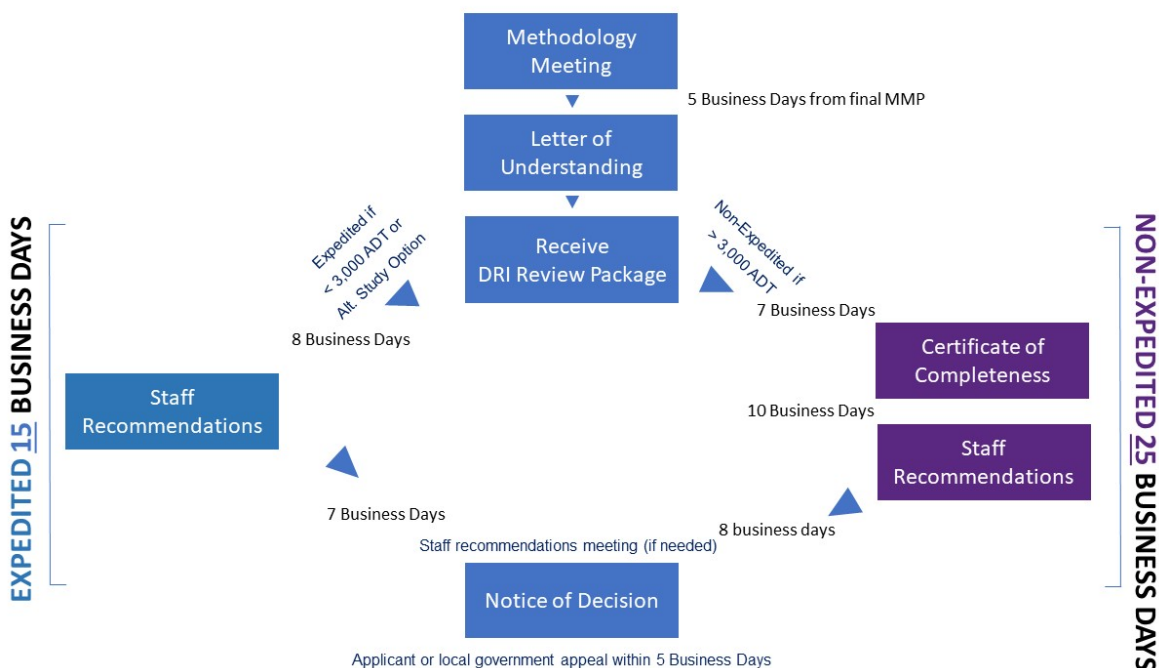 Methodology
Meeting
5 Business Days from final MMP
Letter of
Understanding
Receive
DRI Review Package
Expedited if
< 3,000 ADT or
Alt. Study Option
Non-Expedited if
> 3,000 ADT
8 Business Days
7 Business Days
Staff
Recommendations
Certificate of
Completeness
10 Business Days
Staff
Recommendations
7 Business Days
8 business days
Staff recommendations meeting (if needed)
Notice of Decision
Applicant or local government appeal within 5 Business Days
EXPEDITED 15 BUSINESS DAYS
NON-EXPEDITED 25 BUSINESS DAYS